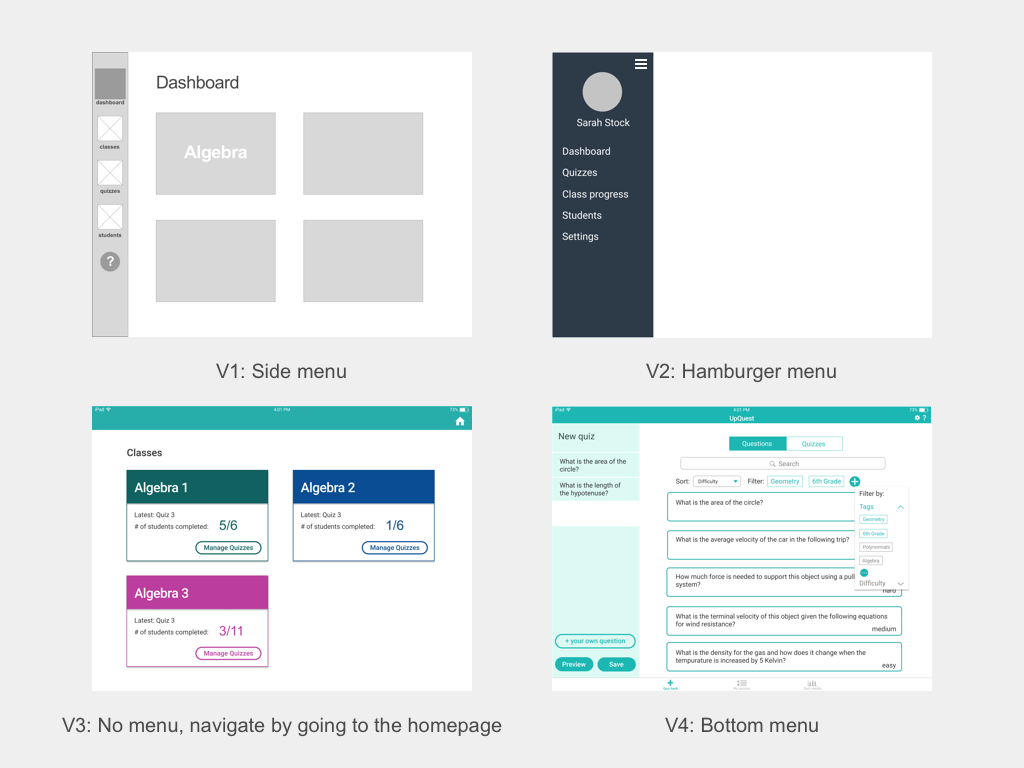 Dashboard
dashboard
Algebra
classes
quizzes
students
?
V1: Side menu
Sarah Stock
Dashboard
Quizzes
Class progress
Students
Settings
V2: Hamburger menu
iPad
4:01 PM
73%
Classes
Algebra 1
Latest: Quiz 3
# of students completed: 5/6
Manage Quizzes
Algebra 2
Latest: Quiz 3
# of students completed: 1/6
Manage Quizzes
Algebra 3
Latest: Quiz 3
# of students completed: 3/11
Manage Quizzes
V3: No menu, navigate by going to the homepage
iPad
4:01 PM
73%
UpQuest
?
New quiz
What is the area of the
circle?
What is the length of
the hypotenuse?
+ your own question
Preview
Save
Questions
Quizzes
Search
Sort: Difficulty
Filter: Geometry 6th Grade
Filter by:
Tags
Geometry
6th Grade
Polynomials
Algebra
Difficulty
What is the area of the circle?
What is the average velocity of the car in the following trip?
How much force is needed to support this object using a pull
system?
hard
What is the terminal velocity of this object given the following equations
for wind resistance?
medium
What is the density for the gas and how does it change when the
tempurature is increased by 5 Kelvin?
easy
V4: Bottom menu